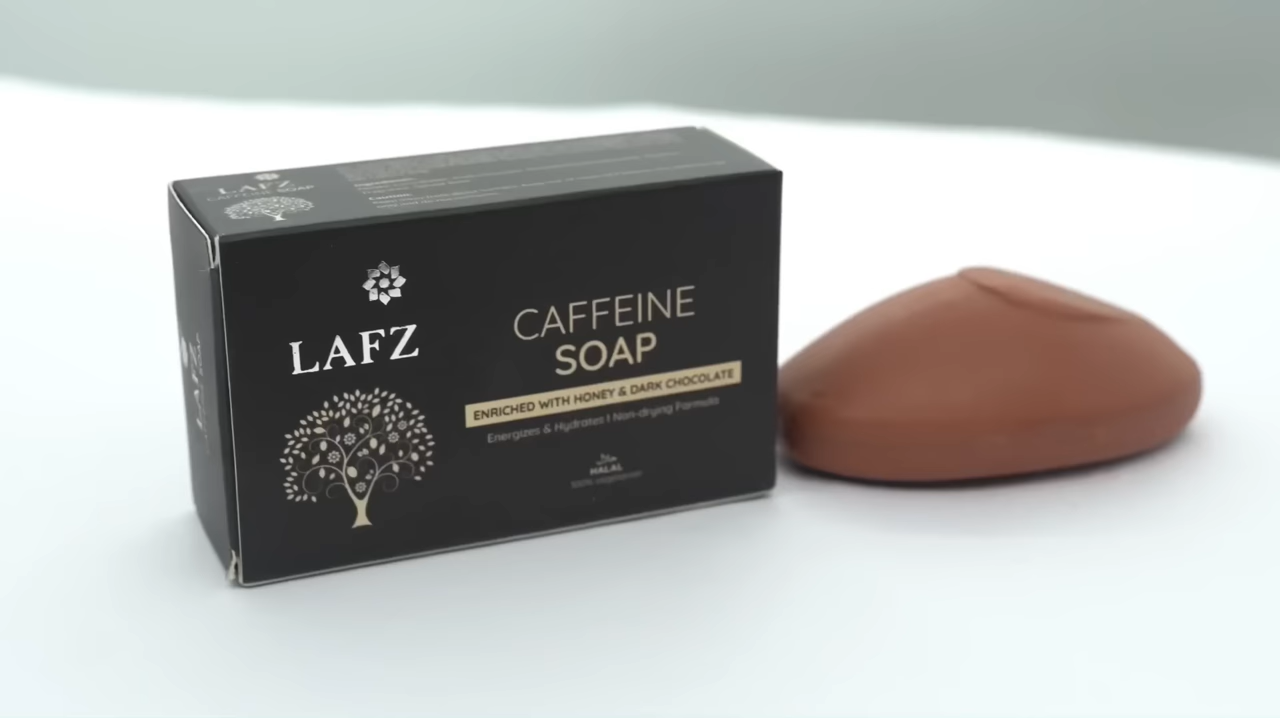 LAFZ
CAFFEINE SOAP
LAFZ
CAFFEINE
SOAP
ENRICHED WITH HONEY & DARK CHOCOLATE
Energizes & Hydrates I Non-drying Formula
HALAL
100% vegetarian
LAFZ